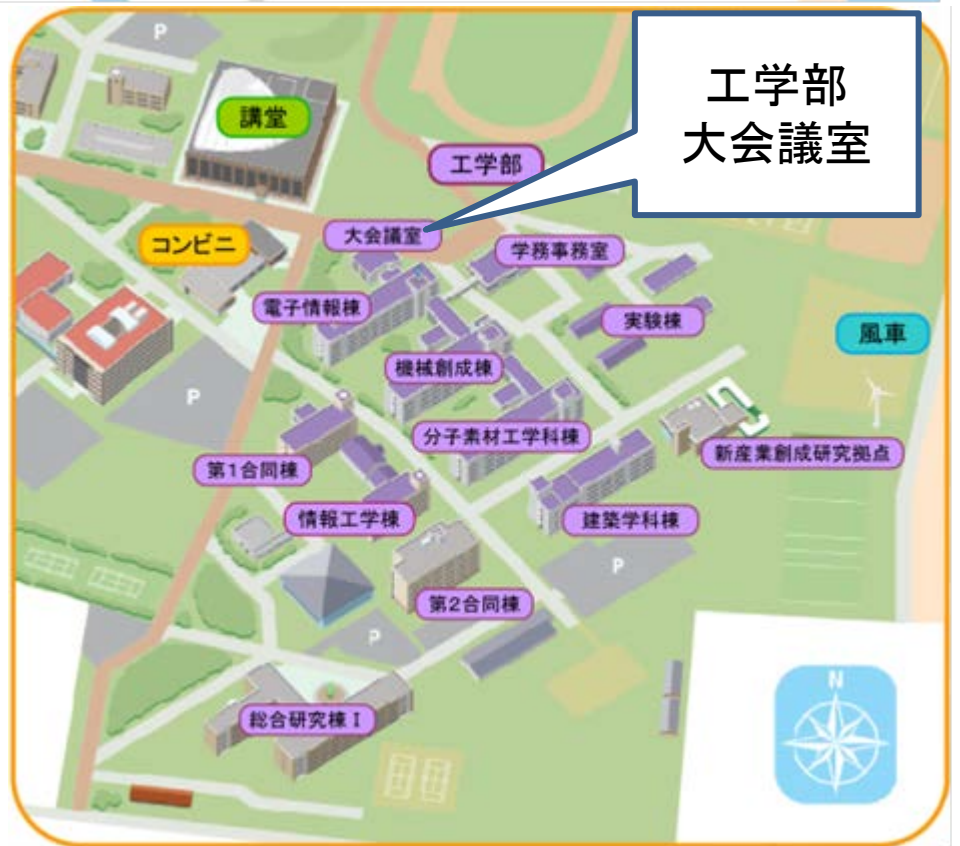 P
工学部
大会議室
講堂
工学部
大会議室
コンビニ
学務事務室
電子情報棟
実験棟
風車
機械創成棟
P
分子素材工学科棟
第1合同棟
新産業創成研究拠点
情報工学棟
建築学科棟
P
第2合同棟
P
N
総合研究棟Ⅰ